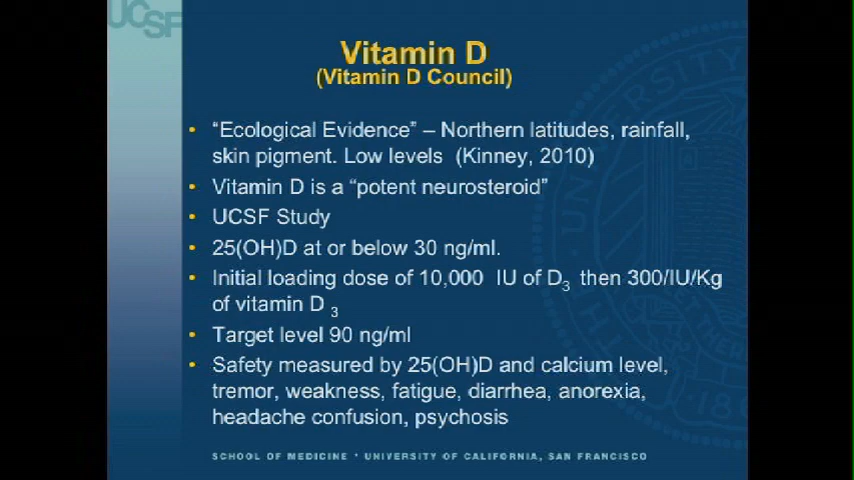 UCSF
Vitamin D
(Vitamin D Council)
• “Ecological Evidence” – Northern latitudes, rainfall,
skin pigment. Low levels (Kinney, 2010)
• Vitamin D is a “potent neurosteroid”
• UCSF Study
• 25(OH)D at or below 30 ng/ml.
• Initial loading dose of 10,000 IU of D3 then 300/IU/Kg
of vitamin D 3
• Target level 90 ng/ml
• Safety measured by 25(OH)D and calcium level,
tremor, weakness, fatigue, diarrhea, anorexia,
headache confusion, psychosis
SCHOOL OF MEDICINE • UNIVERSITY OF CALIFORNIA, SAN FRANCISCO